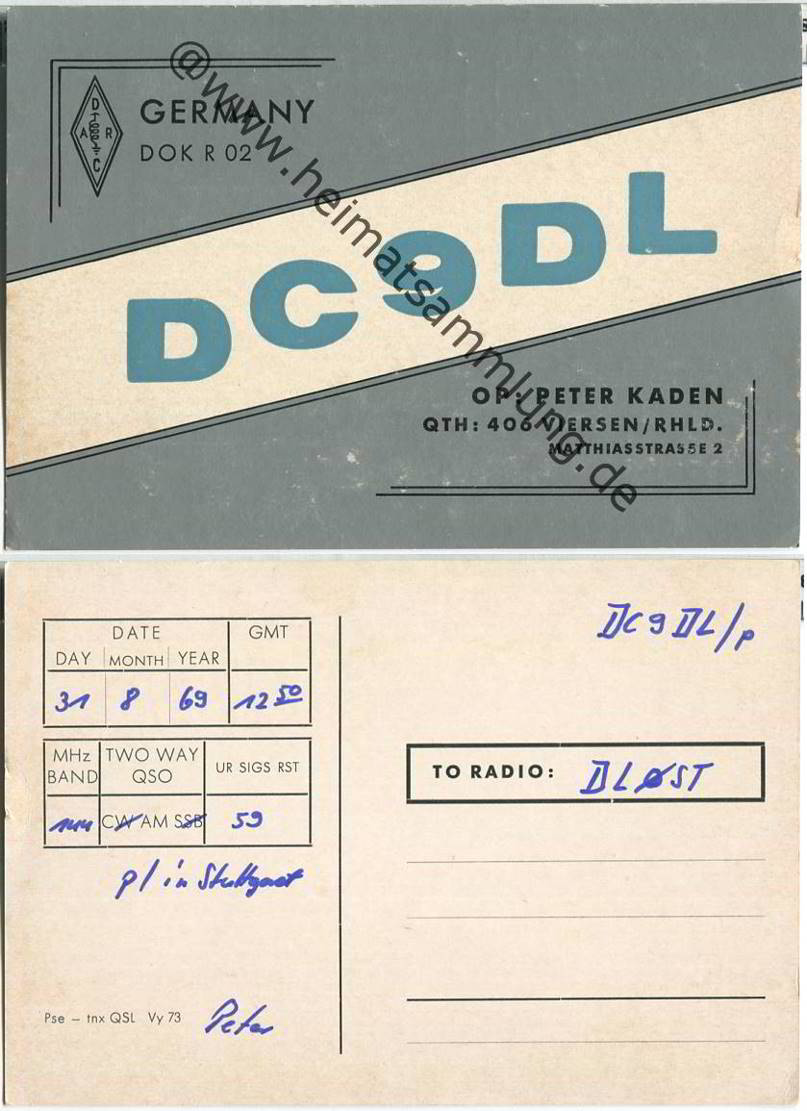 D
A R
C
GERMANY
DOK R 02
DC9DL
OP: PETER KADEN
QTH: 406 VIERSEN/RHLD.
MATTHIASSTRASSE 2
@www.heimatsammlung.de
DC9DL/p
DATE GMT
DAY MONTH YEAR
31 8 69 12 50
MHz BAND TWO WAY QSO UR SIGS RST
144 CW AM SSB 59
p/ in Stuttgart
TO RADIO: DLØST
Pse – tnx QSL Vy 73 Peter